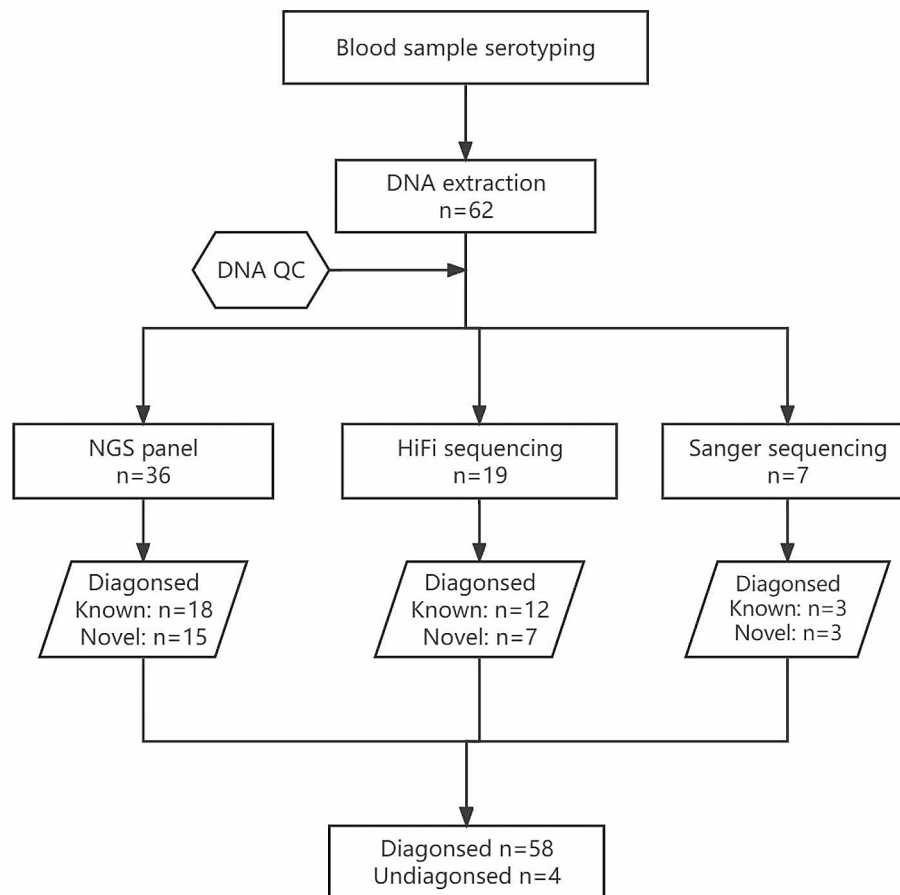 Blood sample serotyping
DNA extraction
n=62
DNA QC
NGS panel
n=36
HiFi sequencing
n=19
Sanger sequencing
n=7
Diagonsed
Known: n=18
Novel: n=15
Diagonsed
Known: n=12
Novel: n=7
Diagonsed
Known: n=3
Novel: n=3
Diagonsed n=58
Undiagonsed n=4